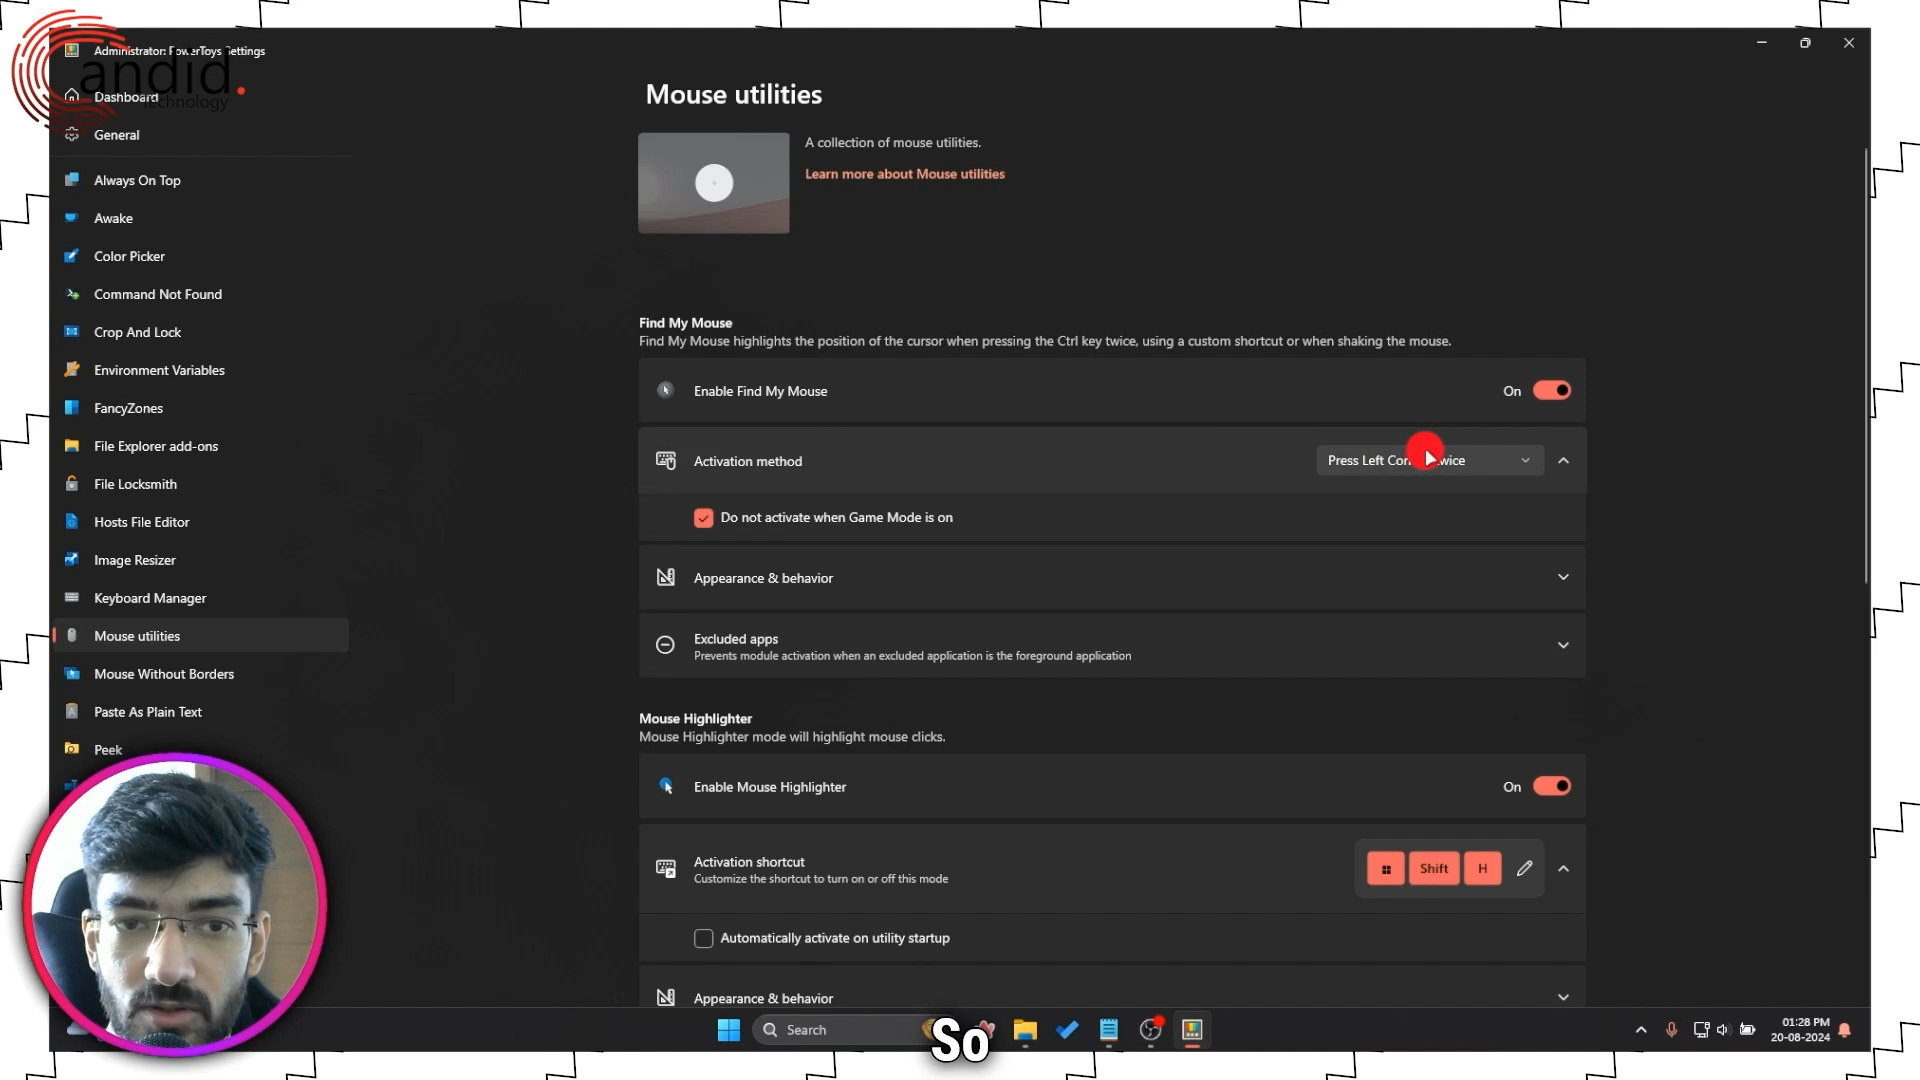 Administrator: PowerToys Settings
Candid.
Technology
Dashboard
General
Always On Top
Awake
Color Picker
Command Not Found
Crop And Lock
Environment Variables
FancyZones
File Explorer add-ons
File Locksmith
Hosts File Editor
Image Resizer
Keyboard Manager
Mouse utilities
Mouse Without Borders
Paste As Plain Text
Peek
Mouse utilities
A collection of mouse utilities.
Learn more about Mouse utilities
Find My Mouse
Find My Mouse highlights the position of the cursor when pressing the Ctrl key twice, using a custom shortcut or when shaking the mouse.
Enable Find My Mouse
On
Activation method
Press Left
Do not activate when Game Mode is on
Appearance & behavior
Excluded apps
Prevents module activation when an excluded application is the foreground application
Mouse Highlighter
Mouse Highlighter mode will highlight mouse clicks.
Enable Mouse Highlighter
On
Activation shortcut
Customize the shortcut to turn on or off this mode
Shift
H
Automatically activate on utility startup
Appearance & behavior
Search
So
01:28 PM
20-08-2024